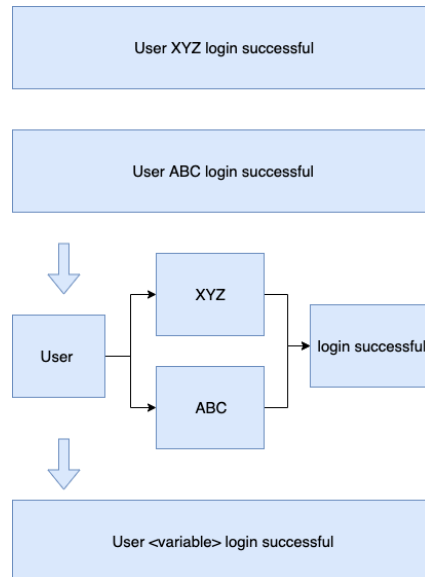 User XYZ login successful
User ABC login successful
XYZ
User
login successful
ABC
User <variable> login successful